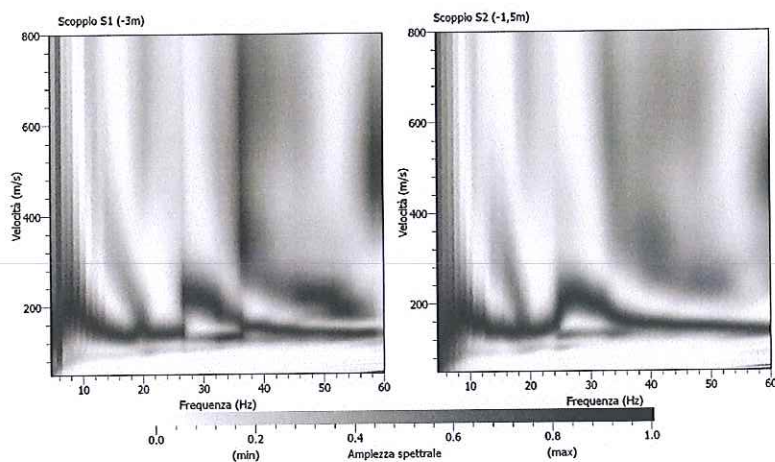 Scoppio S1 (-3m)
800
600
400
200
Velocità (m/s)
10 20 30 40 50 60
Frequenza (Hz)
Scoppio S2 (-1,5m)
800
600
400
200
Velocità (m/s)
10 20 30 40 50 60
Frequenza (Hz)
0.0 0.2 0.4 0.6 0.8 1.0
(min) Ampiezza spettrale (max)